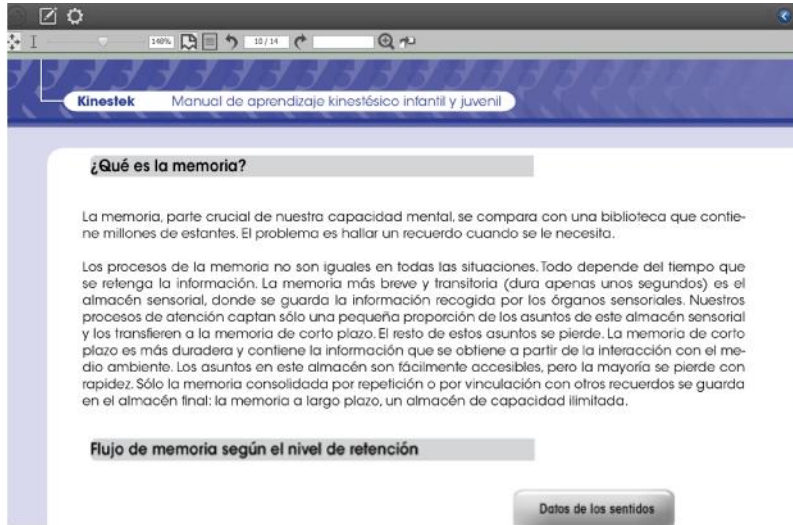 140%
10 / 14
Kinestek Manual de aprendizaje kinestésico infantil y juvenil
¿Qué es la memoria?
La memoria, parte crucial de nuestra capacidad mental, se compara con una biblioteca que contie-
ne millones de estantes. El problema es hallar un recuerdo cuando se le necesita.
Los procesos de la memoria no son iguales en todas las situaciones. Todo depende del tiempo que
se retenga la información. La memoria más breve y transitoria (dura apenas unos segundos) es el
almacén sensorial, donde se guarda la información recogida por los órganos sensoriales. Nuestros
procesos de atención captan sólo una pequeña proporción de los asuntos de este almacén sensorial
y los transfieren a la memoria de corto plazo. El resto de estos asuntos se pierde. La memoria de corto
plazo es más duradera y contiene la información que se obtiene a partir de la interacción con el me-
dio ambiente. Los asuntos en este almacén son fácilmente accesibles, pero la mayoría se pierde con
rapidez. Sólo la memoria consolidada por repetición o por vinculación con otros recuerdos se guarda
en el almacén final: la memoria a largo plazo, un almacén de capacidad ilimitada.
Flujo de memoria según el nivel de retención
Datos de los sentidos